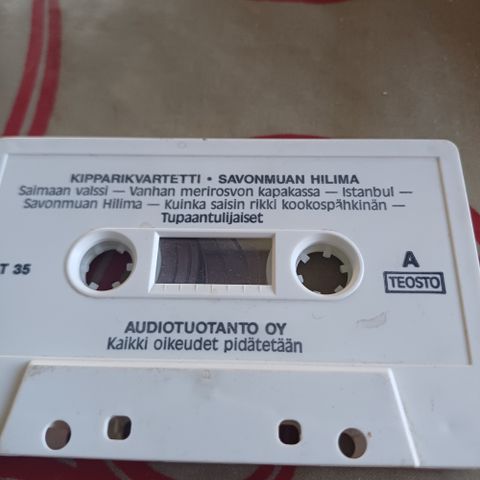 KIPPARIKVARTETTI • SAVONMUAN HILIMA
Saimaan valssi — Vanhan merirosvon kapakassa — Istanbul —
Savonmuan Hilima — Kuinka saisin rikki kookospähkinän —
Tupaantulijaiset
T 35
A
TEOSTO
AUDIOTUOTANTO OY
Kaikki oikeudet pidätetään